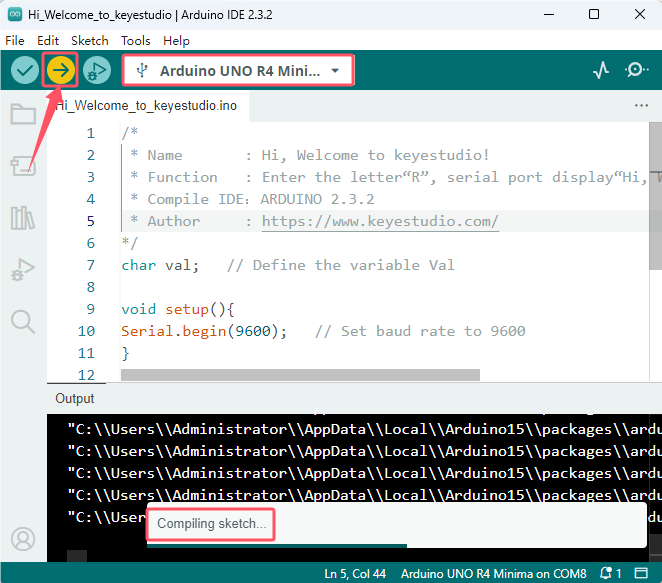 Hi_Welcome_to_keyestudio | Arduino IDE 2.3.2
File Edit Sketch Tools Help
Arduino UNO R4 Mini...
Hi_Welcome_to_keyestudio.ino
1 /*
2 * Name : Hi, Welcome to keyestudio!
3 * Function : Enter the letter“R”, serial port display“Hi, W
4 * Compile IDE：ARDUINO 2.3.2
5 * Author : https://www.keyestudio.com/
6 */
7 char val; // Define the variable Val
8
9 void setup(){
10 Serial.begin(9600); // Set baud rate to 9600
11 }
12
Output
"C:\\Users\\Administrator\\AppData\\Local\\Arduino15\\packages\\ardu
"C:\\Users\\Administrator\\AppData\\Local\\Arduino15\\packages\\ardu
"C:\\Users\\Administrator\\AppData\\Local\\Arduino15\\packages\\ardu
"C:\\Users\\Administrator\\AppData\\Local\\Arduino15\\packages\\ardu
"C:\\User
Compiling sketch...
Ln 5, Col 44 Arduino UNO R4 Minima on COM8 1